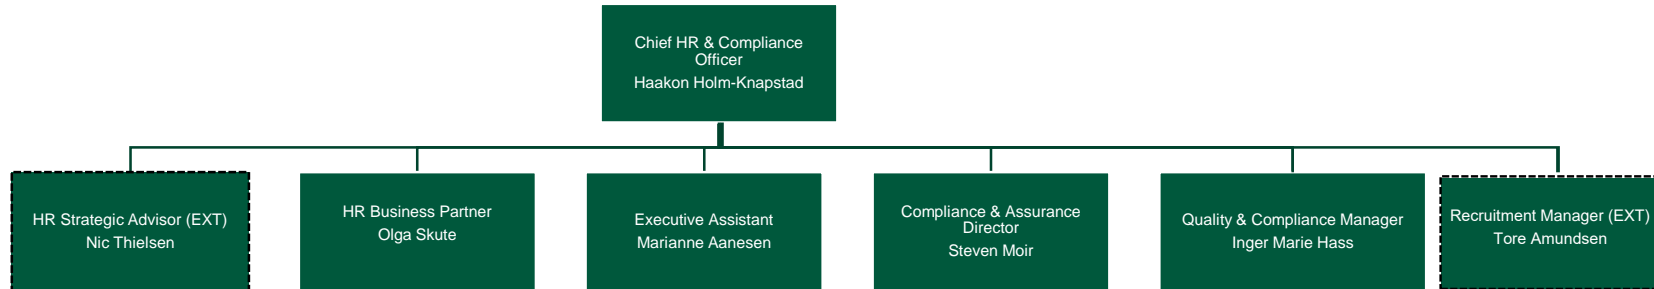 Chief HR & Compliance
Officer
Haakon Holm-Knapstad
HR Strategic Advisor (EXT)
Nic Thielsen
HR Business Partner
Olga Skute
Executive Assistant
Marianne Aanesen
Compliance & Assurance
Director
Steven Moir
Quality & Compliance Manager
Inger Marie Hass
Recruitment Manager (EXT)
Tore Amundsen